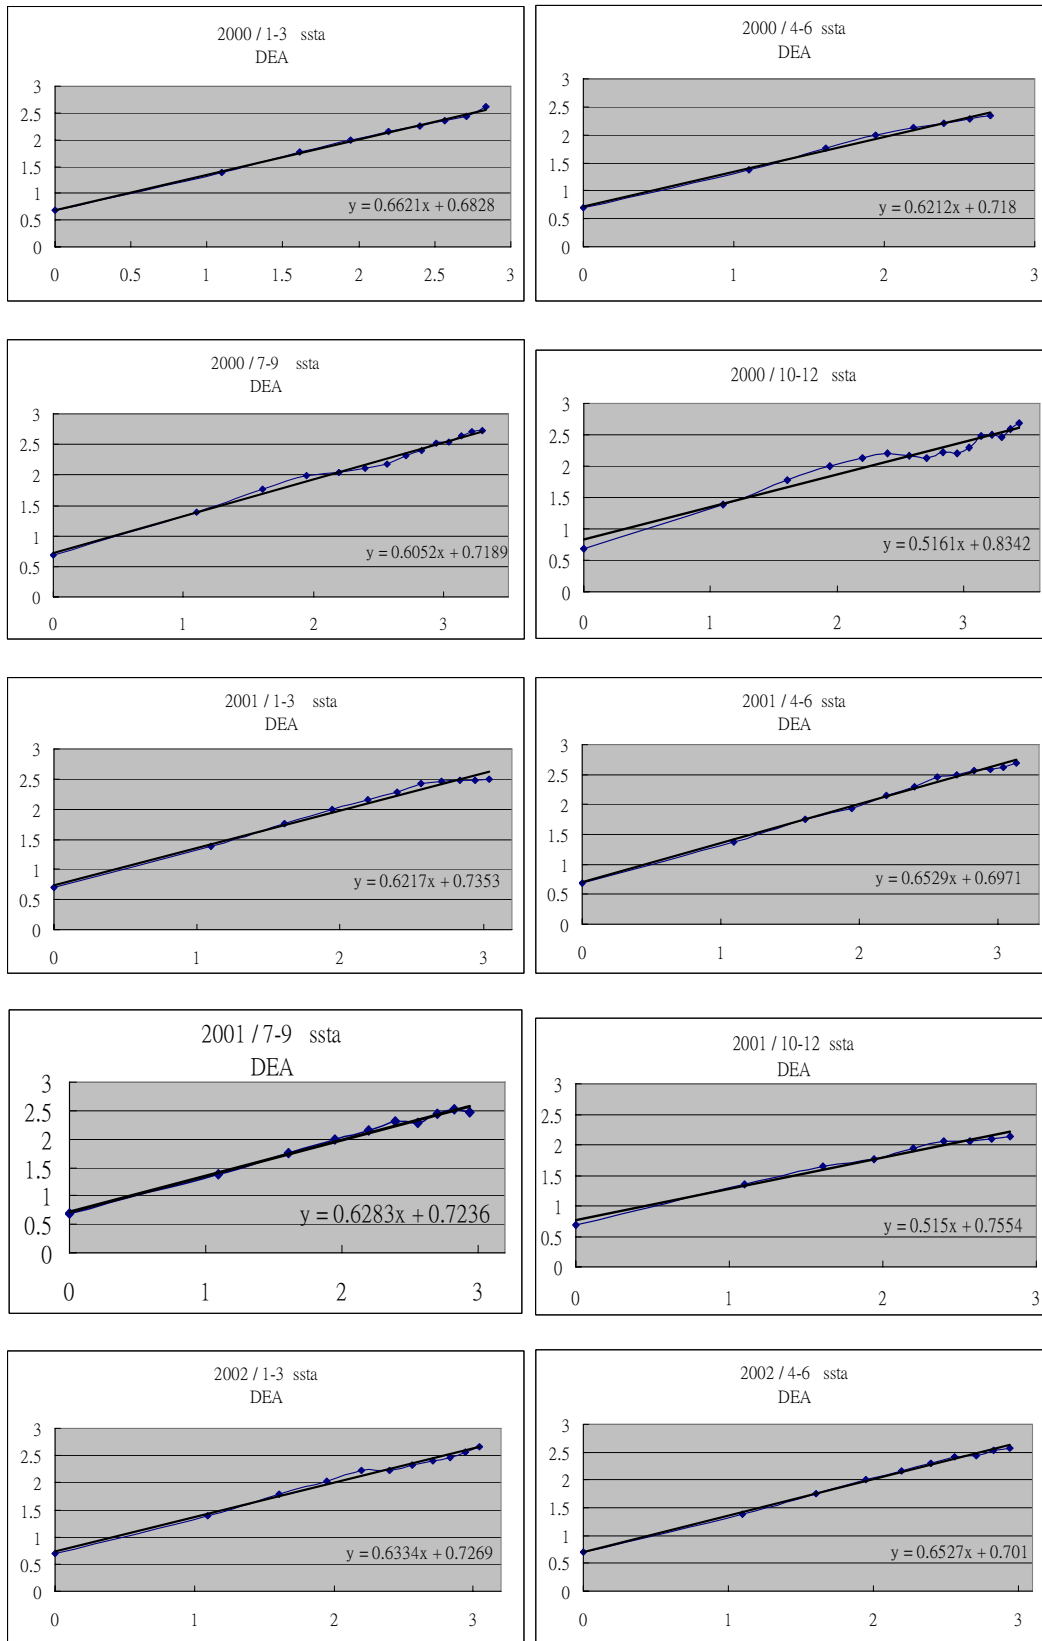 2000 / 1-3 ssta
DEA
3
2.5
2
1.5
1
0.5
0
y = 0.6621x + 0.6828
0 0.5 1 1.5 2 2.5 3
2000 / 4-6 ssta
DEA
3
2.5
2
1.5
1
0.5
0
y = 0.6212x + 0.718
0 1 2 3
2000 / 7-9 ssta
DEA
3
2.5
2
1.5
1
0.5
0
y = 0.6052x + 0.7189
0 1 2 3
2000 / 10-12 ssta
3
2.5
2
1.5
1
0.5
0
y = 0.5161x + 0.8342
0 1 2 3
2001 / 1-3 ssta
DEA
3
2.5
2
1.5
1
0.5
0
y = 0.6217x + 0.7353
0 1 2 3
2001 / 4-6 ssta
DEA
3
2.5
2
1.5
1
0.5
0
y = 0.6529x + 0.6971
0 1 2 3
2001 / 7-9 ssta
DEA
3
2.5
2
1.5
1
0.5
0
y = 0.6283x + 0.7236
0 1 2 3
2001 / 10-12 ssta
DEA
3
2.5
2
1.5
1
0.5
0
y = 0.515x + 0.7554
0 1 2 3
2002 / 1-3 ssta
DEA
3
2.5
2
1.5
1
0.5
0
y = 0.6334x + 0.7269
0 1 2 3
2002 / 4-6 ssta
DEA
3
2.5
2
1.5
1
0.5
0
y = 0.6527x + 0.701
0 1 2 3